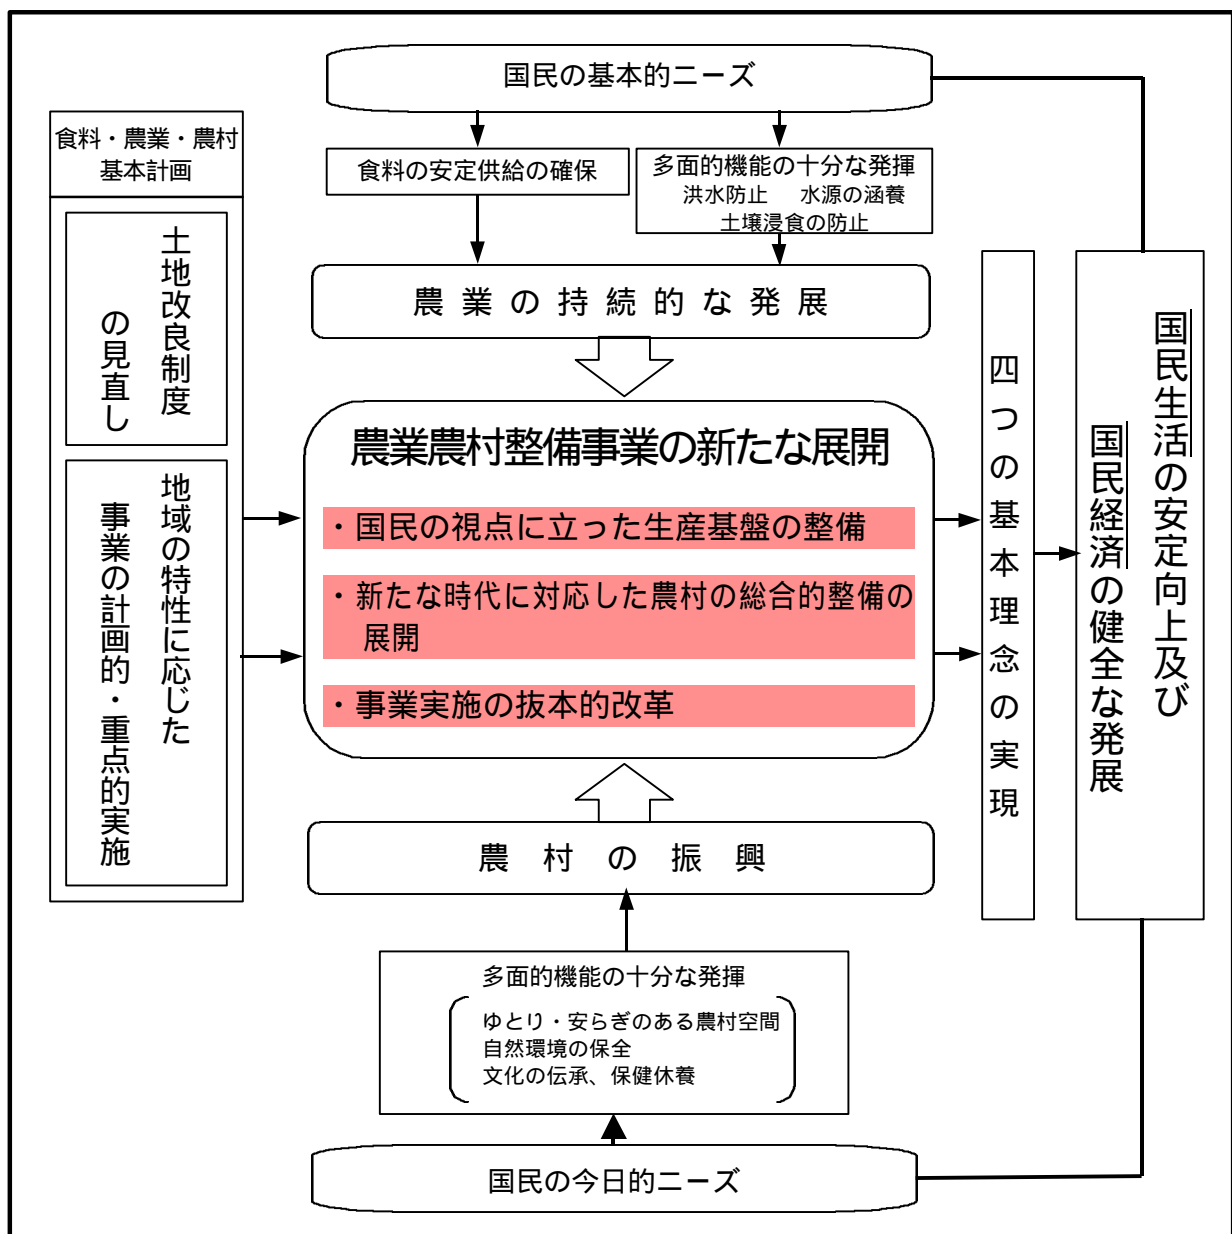 国民の基本的ニーズ
食料・農業・農村
基本計画
食料の安定供給の確保
多面的機能の十分な発揮
洪水防止　水源の涵養
土壌浸食の防止
農業の持続的な発展
土地改良制度
の見直し
地域の特性に応じた
事業の計画的・重点的実施
農業農村整備事業の新たな展開
・国民の視点に立った生産基盤の整備
・新たな時代に対応した農村の総合的整備の
展開
・事業実施の抜本的改革
四つの基本理念の実現
国民生活の安定向上及び
国民経済の健全な発展
農村の振興
多面的機能の十分な発揮
ゆとり・安らぎのある農村空間
自然環境の保全
文化の伝承、保健休養
国民の今日的ニーズ